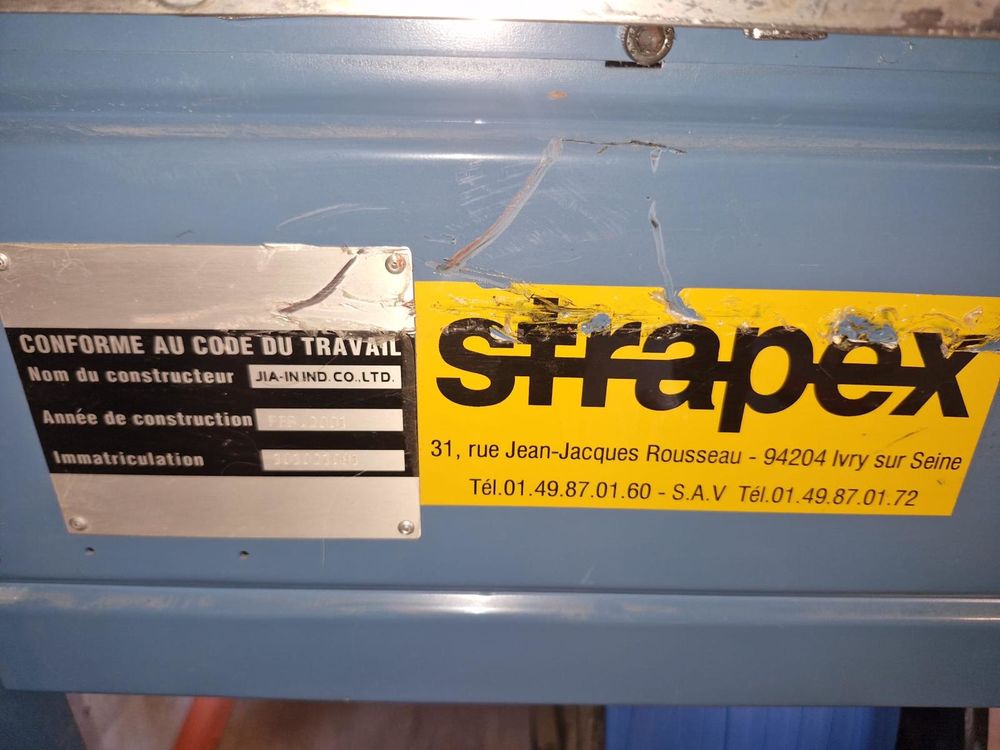 CONFORME AU CODE DU TRAVAIL
Nom du constructeur JIA-IN IND. CO., LTD.
Année de construction
Immatriculation
strapex
31, rue Jean-Jacques Rousseau - 94204 Ivry sur Seine
Tél.01.49.87.01.60 - S.A.V Tél.01.49.87.01.72